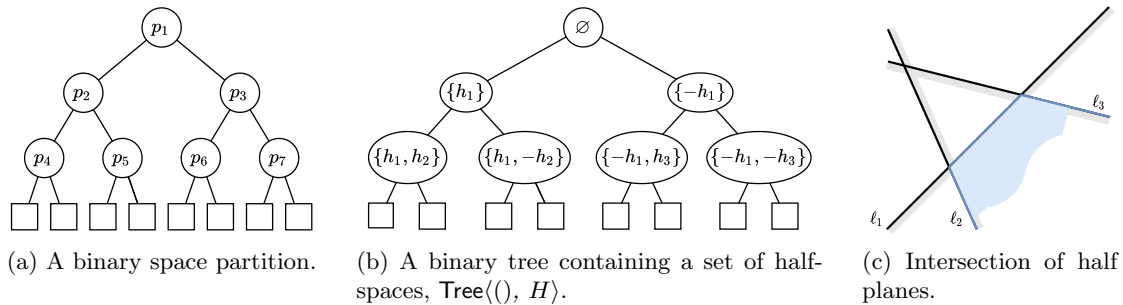 p₁
p₂ p₃
p₄ p₅ p₆ p₇
(a) A binary space partition.
∅
{h₁} {−h₁}
{h₁, h₂} {h₁, −h₂} {−h₁, h₃} {−h₁, −h₃}
(b) A binary tree containing a set of half-
spaces, Tree⟨(), H⟩.
ℓ₃
ℓ₁ ℓ₂
(c) Intersection of half
planes.